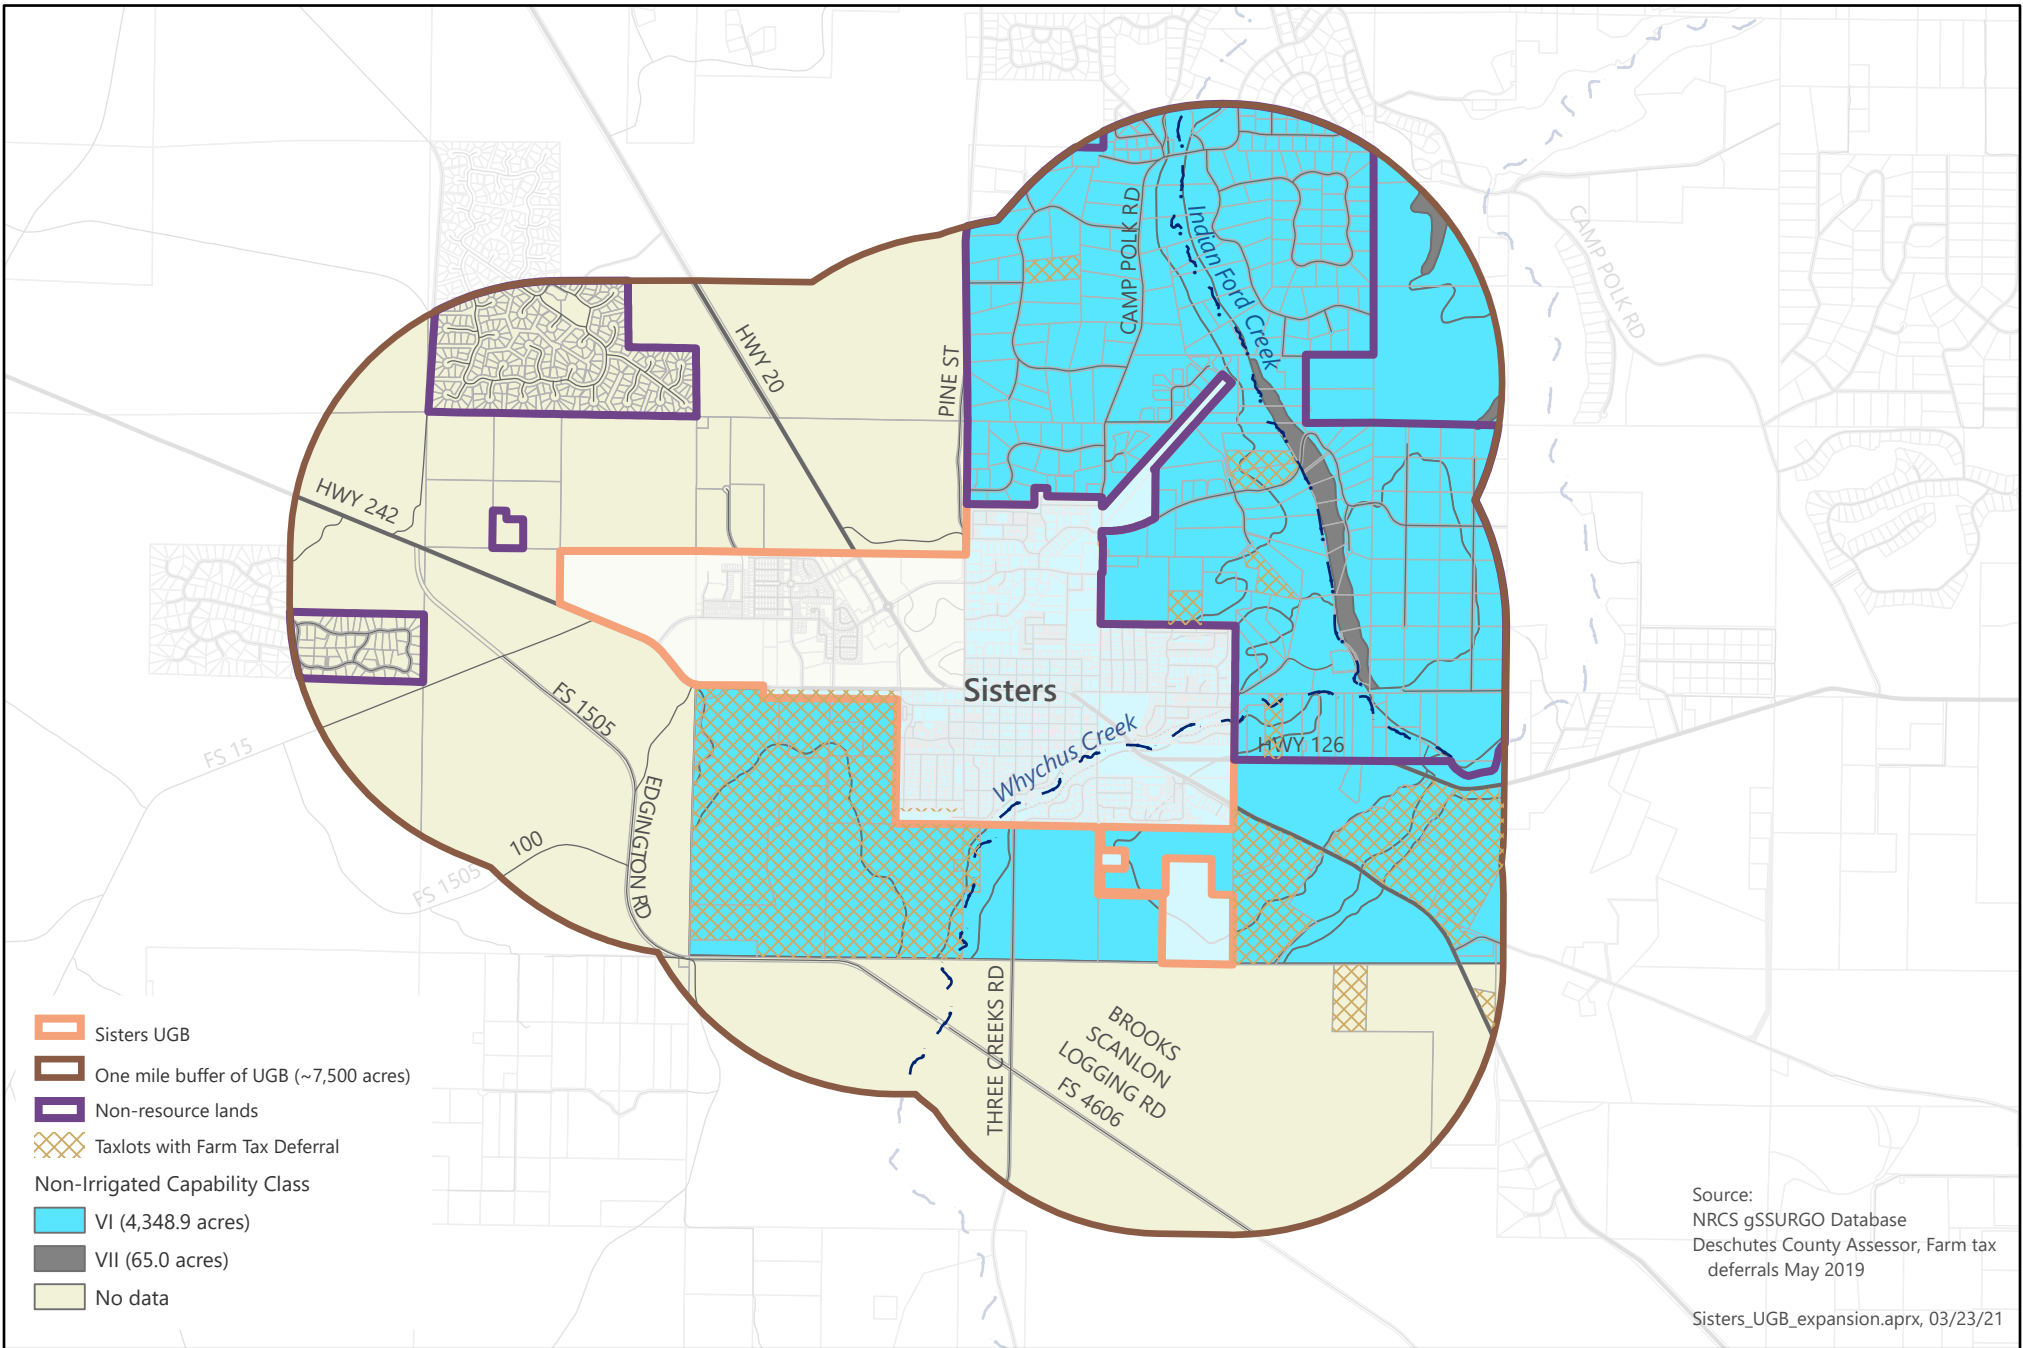 CAMP POLK RD
Indian Ford Creek
CAMP POLK RD
HWY 20
PINE ST
HWY 242
Sisters
FS 1505
Whychus Creek
HWY 126
FS 15
EDGINGTON RD
100
FS 1505
THREE CREEKS RD
BROOKS
SCANLON
LOGGING RD
FS 4606
Sisters UGB
One mile buffer of UGB (~7,500 acres)
Non-resource lands
Taxlots with Farm Tax Deferral
Non-Irrigated Capability Class
VI (4,348.9 acres)
VII (65.0 acres)
No data
Source:
NRCS gSSURGO Database
Deschutes County Assessor, Farm tax
deferrals May 2019
Sisters_UGB_expansion.aprx, 03/23/21